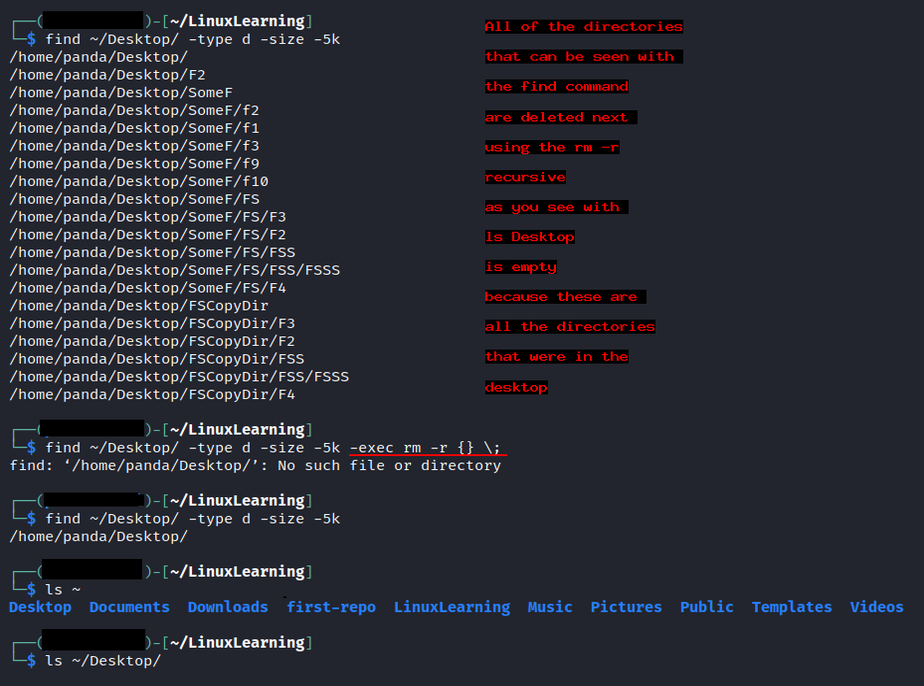 ┌──( )-[~/LinuxLearning]
└─$ find ~/Desktop/ -type d -size -5k
/home/panda/Desktop/
/home/panda/Desktop/F2
/home/panda/Desktop/SomeF
/home/panda/Desktop/SomeF/f2
/home/panda/Desktop/SomeF/f1
/home/panda/Desktop/SomeF/f3
/home/panda/Desktop/SomeF/f9
/home/panda/Desktop/SomeF/f10
/home/panda/Desktop/SomeF/FS
/home/panda/Desktop/SomeF/FS/F3
/home/panda/Desktop/SomeF/FS/F2
/home/panda/Desktop/SomeF/FS/FSS
/home/panda/Desktop/SomeF/FS/FSS/FSSS
/home/panda/Desktop/SomeF/FS/F4
/home/panda/Desktop/FSCopyDir
/home/panda/Desktop/FSCopyDir/F3
/home/panda/Desktop/FSCopyDir/F2
/home/panda/Desktop/FSCopyDir/FSS
/home/panda/Desktop/FSCopyDir/FSS/FSSS
/home/panda/Desktop/FSCopyDir/F4
All of the directories
that can be seen with
the find command
are deleted next
using the rm -r
recursive
as you see with
ls Desktop
is empty
because these are
all the directories
that were in the
desktop
┌──( )-[~/LinuxLearning]
└─$ find ~/Desktop/ -type d -size -5k -exec rm -r {} \;
find: ‘/home/panda/Desktop/’: No such file or directory
┌──( )-[~/LinuxLearning]
└─$ find ~/Desktop/ -type d -size -5k
/home/panda/Desktop/
┌──( )-[~/LinuxLearning]
└─$ ls ~
Desktop Documents Downloads first-repo LinuxLearning Music Pictures Public Templates Videos
┌──( )-[~/LinuxLearning]
└─$ ls ~/Desktop/